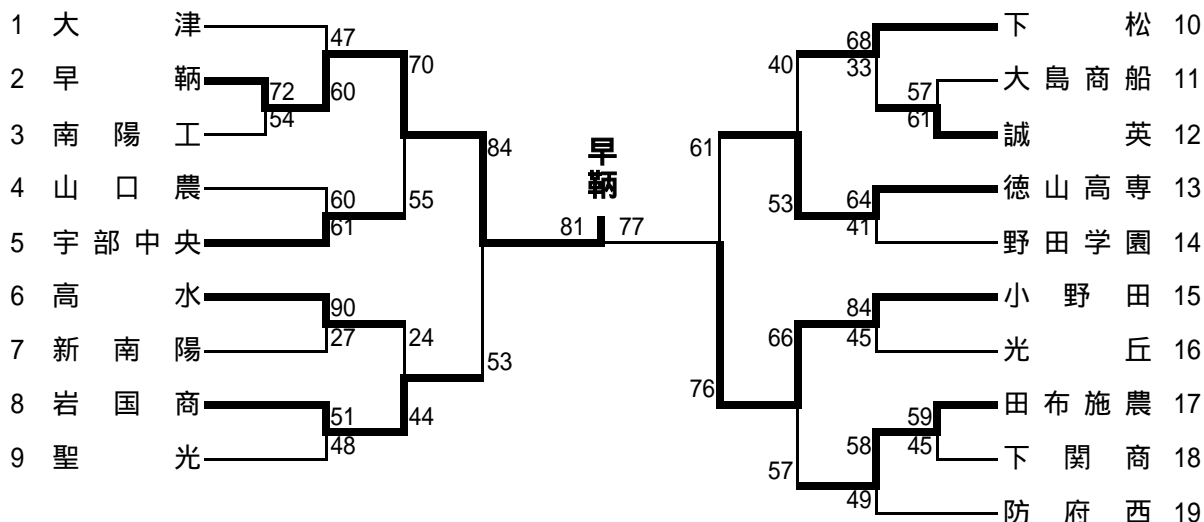 1 大津
2 早鞆
3 南陽工
4 山口農
5 宇部中央
6 高水
7 新南陽
8 岩国商
9 聖光
47
72
54
60
70
60
61
55
84
90
27
24
51
48
44
53
早鞆
81 77
61
76
40
53
66
57
68
33
57
61
64
41
84
45
58
49
59
45
下松 10
大島商船 11
誠英 12
徳山高専 13
野田学園 14
小野田 15
光丘 16
田布施農 17
下関商 18
防府西 19